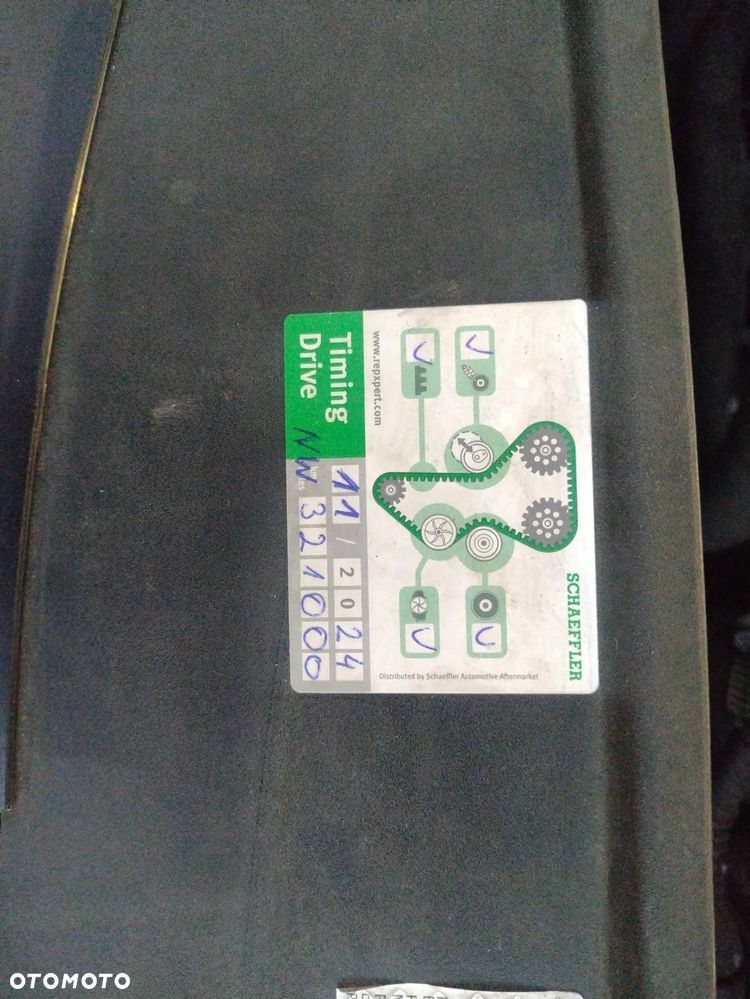 SCHAEFFLER
www.repxpert.com
Timing
Drive
11 / 2024
NW 321000
Distributed by Schaeffler Automotive Aftermarket
OTOMOTO